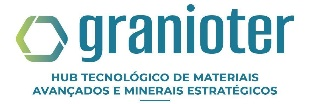 granioter
HUB TECNOLÓGICO DE MATERIAIS
AVANÇADOS E MINERAIS ESTRATÉGICOS